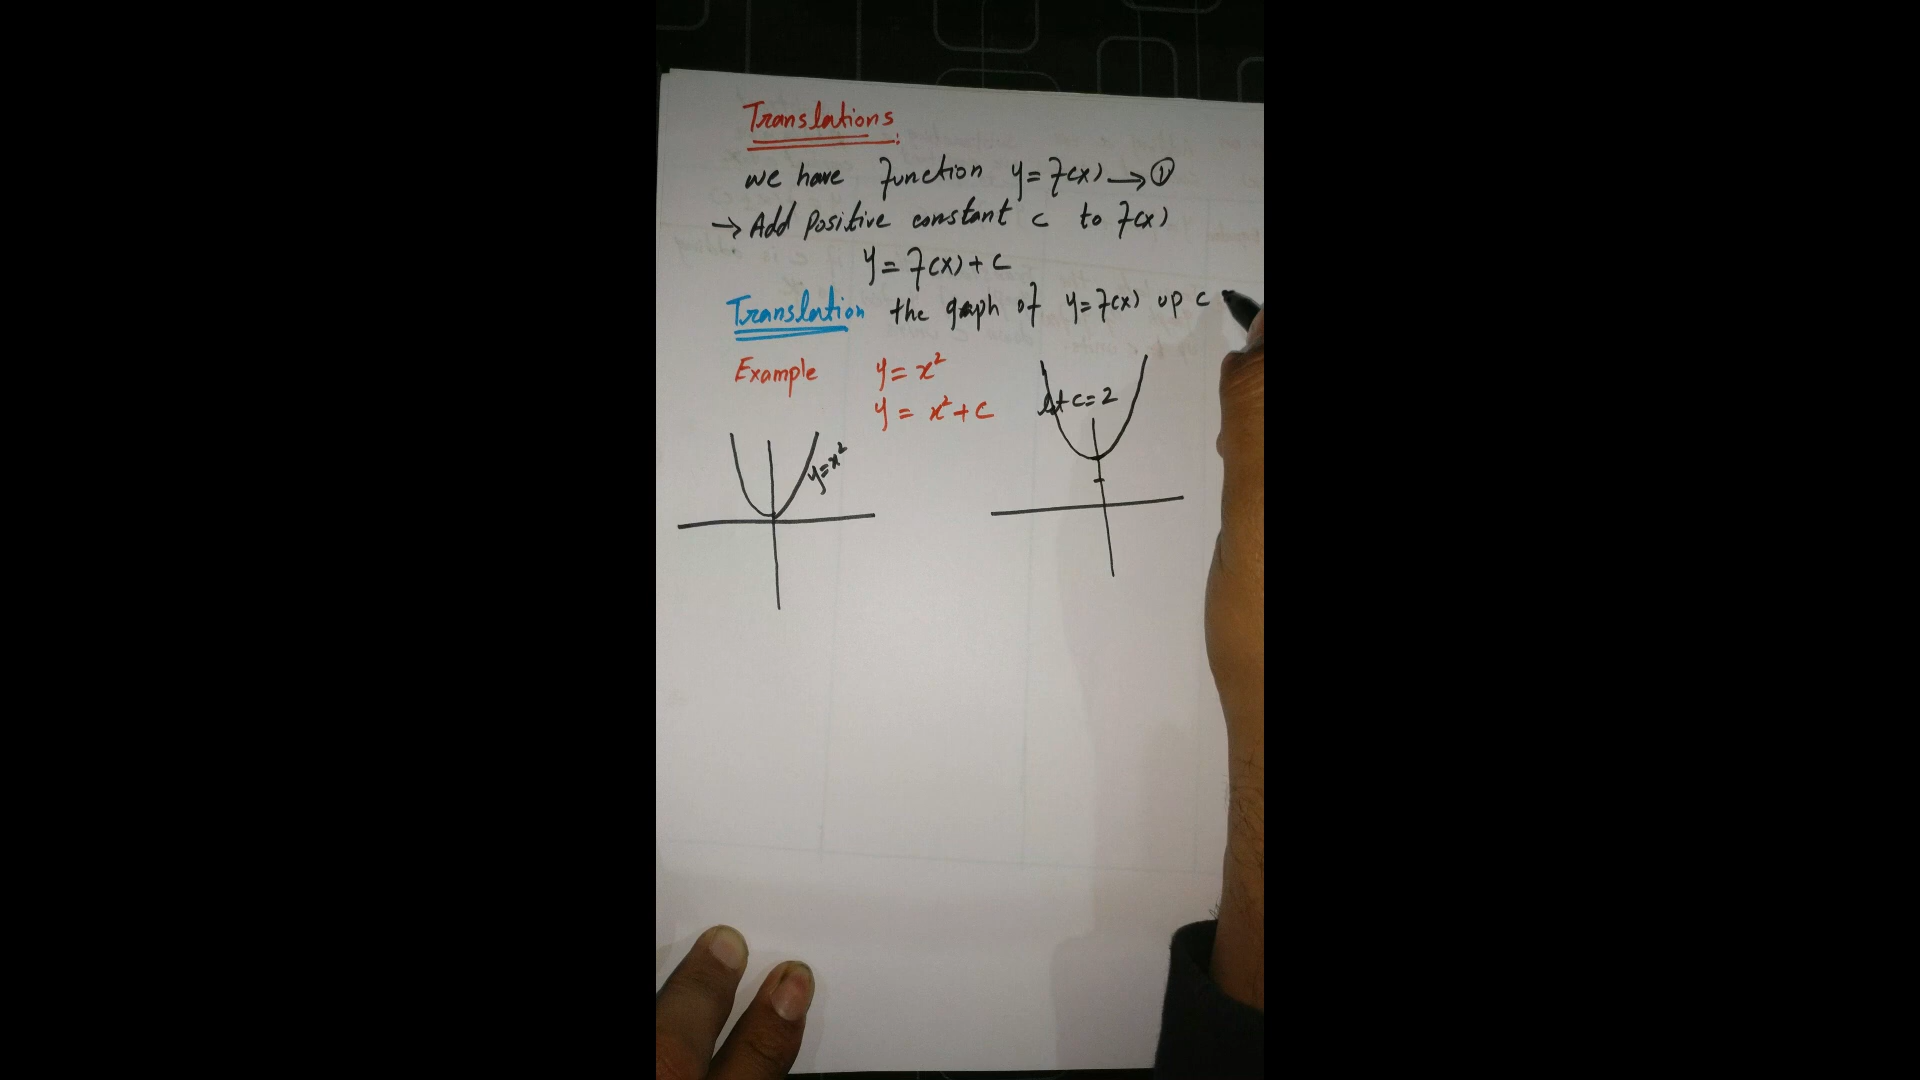 Translations:
we have function y = f(x) → ①
→ Add positive constant c to f(x)
y = f(x) + c
Translation the graph of y = f(x) up c
Example y = x²
y = x² + c
let c = 2
y = x²